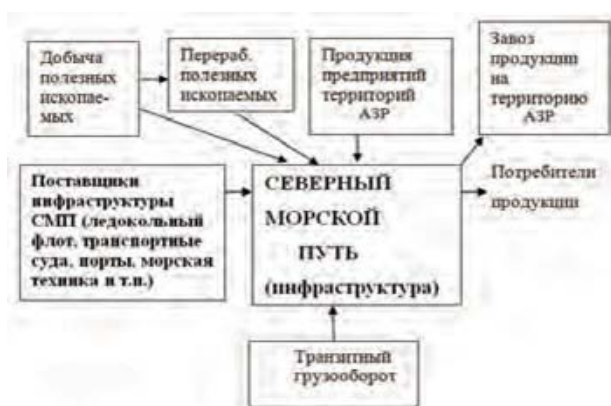 Добыча
полезных
ископае-
мых
Перераб.
полезных
ископаемых
Продукция
предприятий
территорий
АЗР
Завоз
продукции
на
территорию
АЗР
Поставщики
инфраструктуры
СМП (ледокольный
флот, транспортные
суда, порты, морская
техника и т.п.)
СЕВЕРНЫЙ
МОРСКОЙ
ПУТЬ
(инфраструктура)
Потребители
продукции
Транзитный
грузооборот